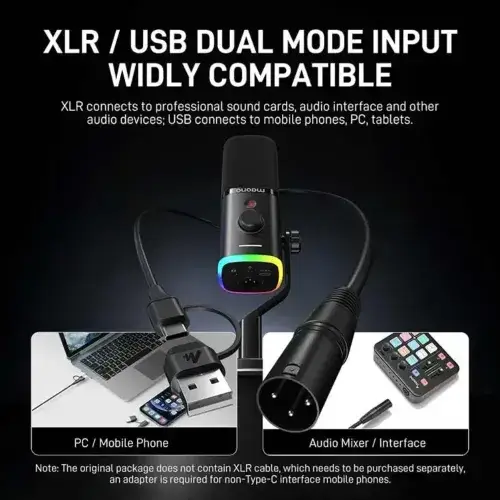 XLR / USB DUAL MODE INPUT
WIDLY COMPATIBLE
XLR connects to professional sound cards, audio interface and other
audio devices; USB connects to mobile phones, PC, tablets.
maono
PC / Mobile Phone
Audio Mixer / Interface
Note: The original package does not contain XLR cable, which needs to be purchased separately,
an adapter is required for non-Type-C interface mobile phones.